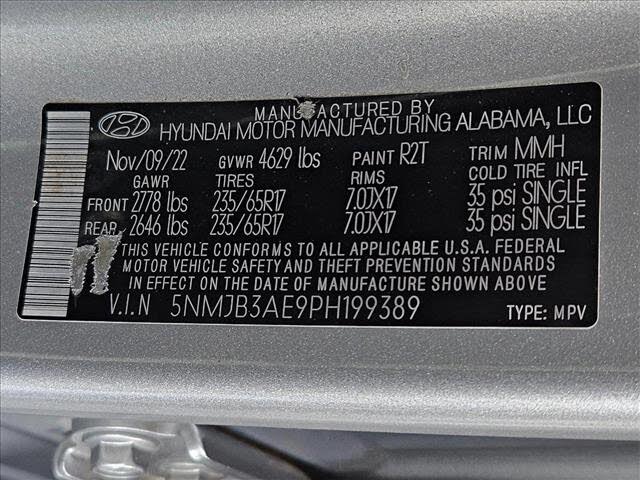 MANUFACTURED BY
HYUNDAI MOTOR MANUFACTURING ALABAMA, LLC
Nov/09/22 GVWR 4629 lbs PAINT R2T TRIM MMH
GAWR TIRES RIMS COLD TIRE INFL
FRONT 2778 lbs 235/65R17 7.0JX17 35 psi SINGLE
REAR 2646 lbs 235/65R17 7.0JX17 35 psi SINGLE
THIS VEHICLE CONFORMS TO ALL APPLICABLE U.S.A. FEDERAL
MOTOR VEHICLE SAFETY AND THEFT PREVENTION STANDARDS
IN EFFECT ON THE DATE OF MANUFACTURE SHOWN ABOVE
V.I.N 5NMJB3AE9PH199389 TYPE: MPV